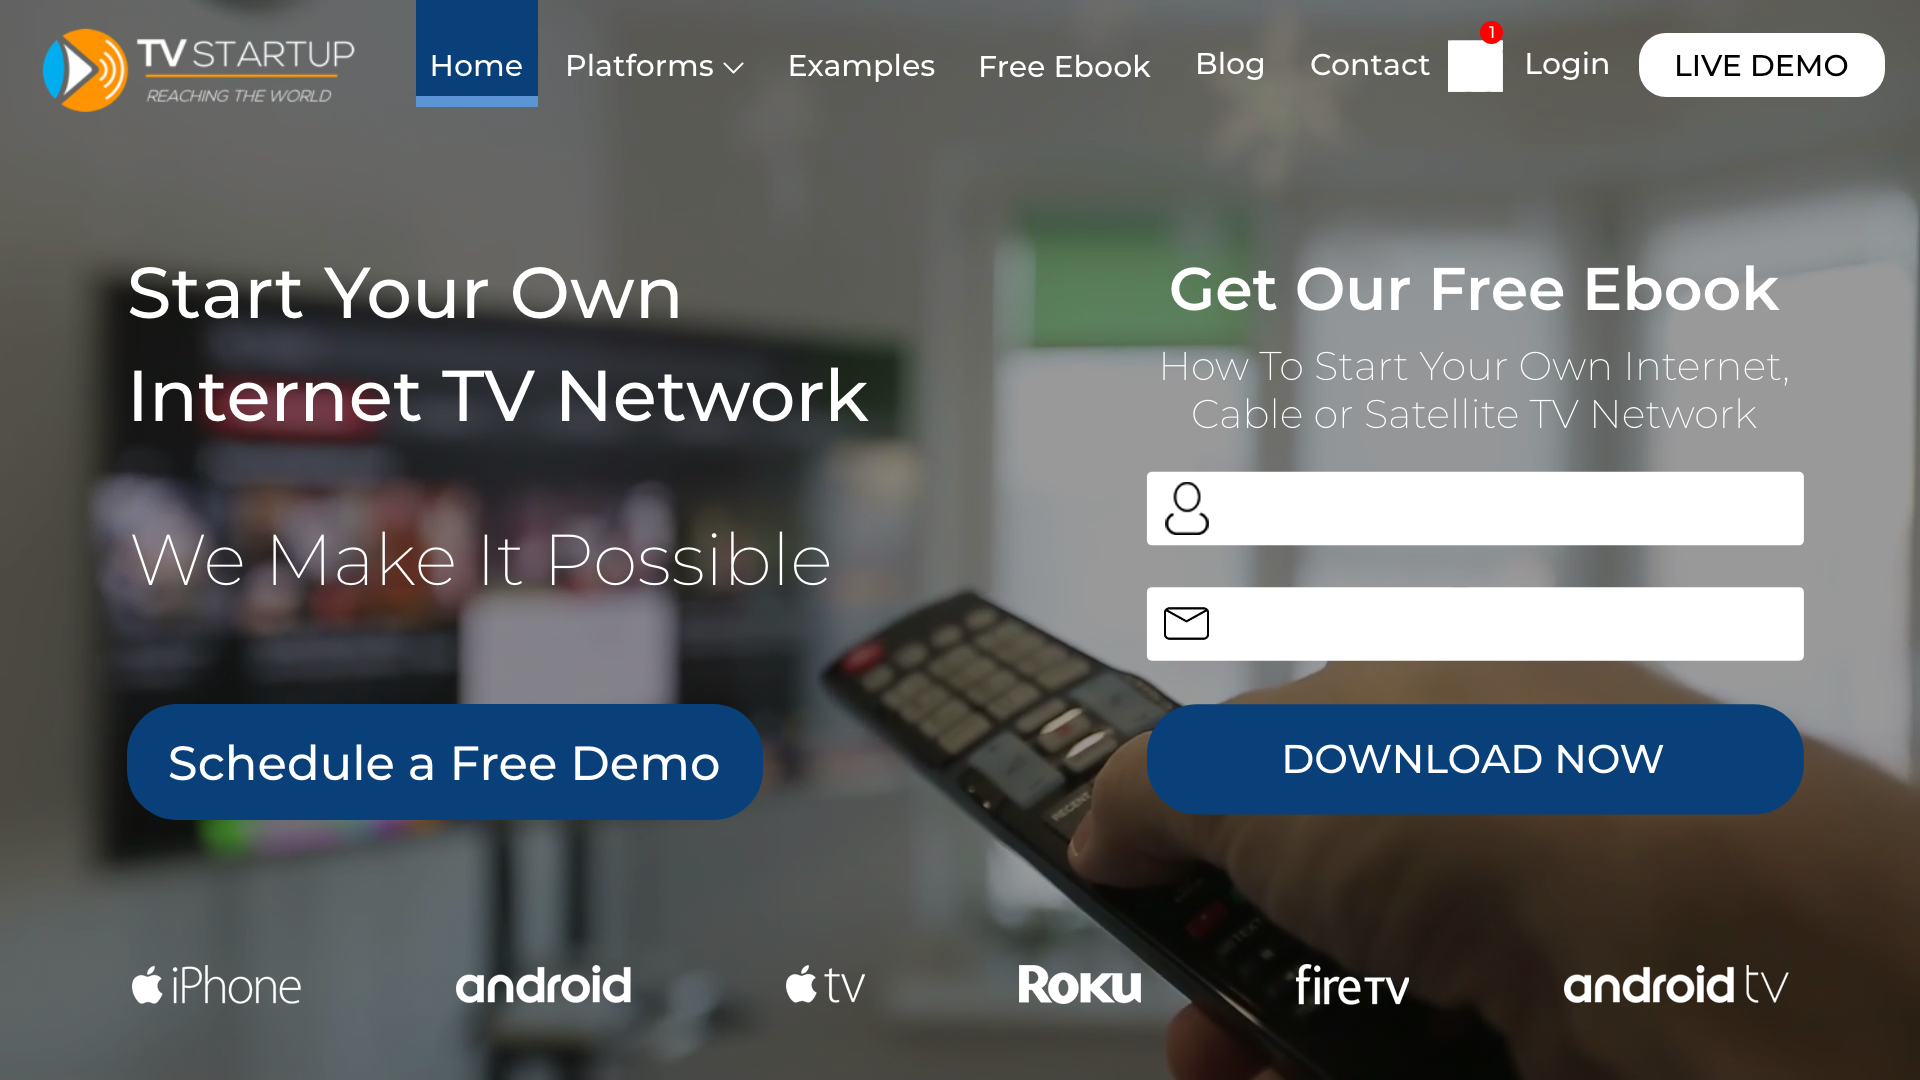 TV STARTUP
REACHING THE WORLD
Home
Platforms
Examples
Free Ebook
Blog
Contact
1
Login
LIVE DEMO
Start Your Own
Internet TV Network
We Make It Possible
Schedule a Free Demo
Get Our Free Ebook
How To Start Your Own Internet,
Cable or Satellite TV Network
DOWNLOAD NOW
RECENT
iPhone
android
tv
ROKU
fireTV
android tv